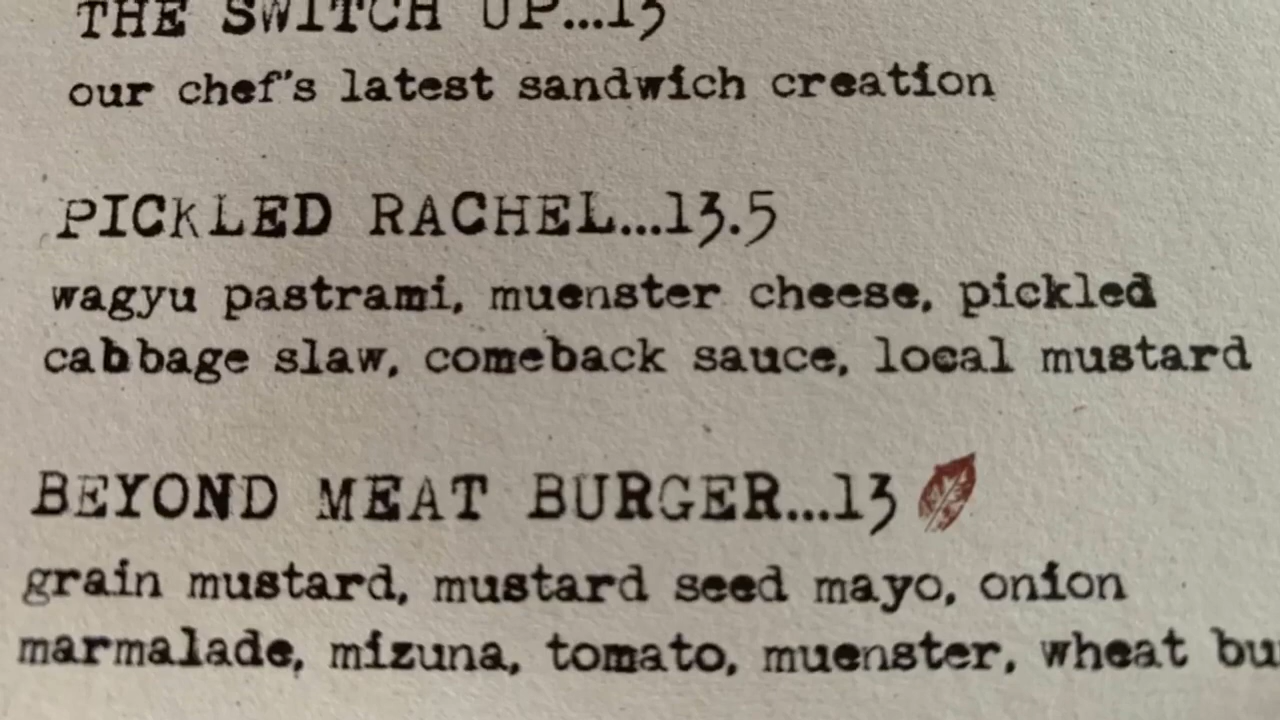 THE SWITCH UP...13
our chef's latest sandwich creation
PICKLED RACHEL...13.5
wagyu pastrami, muenster cheese, pickled
cabbage slaw, comeback sauce, local mustard
BEYOND MEAT BURGER...13
grain mustard, mustard seed mayo, onion
marmalade, mizuna, tomato, muenster, wheat